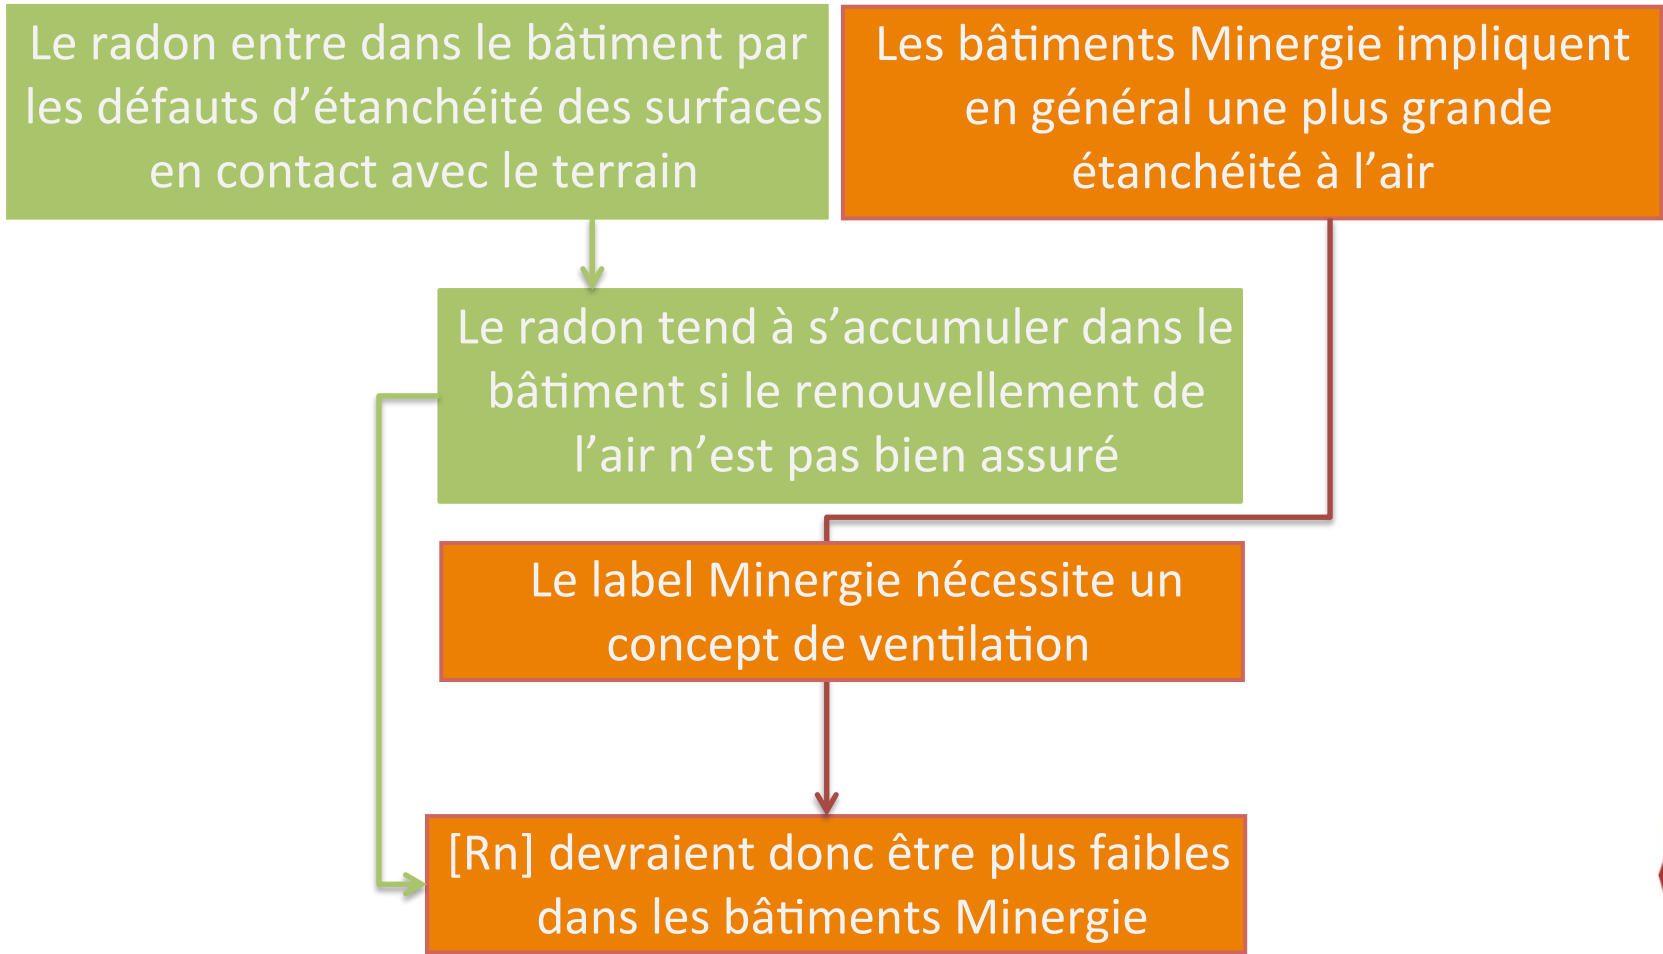 Le radon entre dans le bâtiment par
les défauts d’étanchéité des surfaces
en contact avec le terrain
Les bâtiments Minergie impliquent
en général une plus grande
étanchéité à l’air
Le radon tend à s’accumuler dans le
bâtiment si le renouvellement de
l’air n’est pas bien assuré
Le label Minergie nécessite un
concept de ventilation
[Rn] devraient donc être plus faibles
dans les bâtiments Minergie